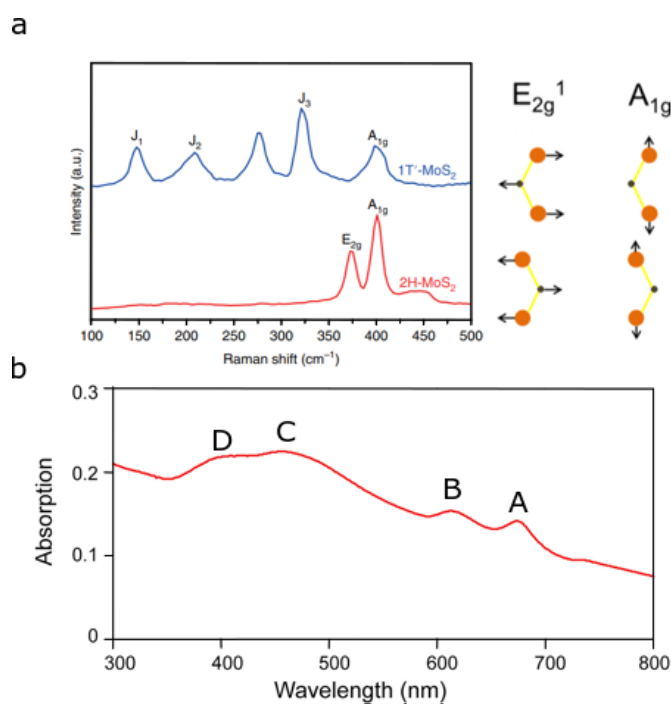 a
J₁
J₂
J₃
A₁g
1T′-MoS₂
E₂g
A₁g
2H-MoS₂
Intensity (a.u.)
100 150 200 250 300 350 400 450 500
Raman shift (cm⁻¹)
E₂g¹
A₁g
b
0.3
0.2
0.1
0
D
C
B
A
Absorption
300 400 500 600 700 800
Wavelength (nm)